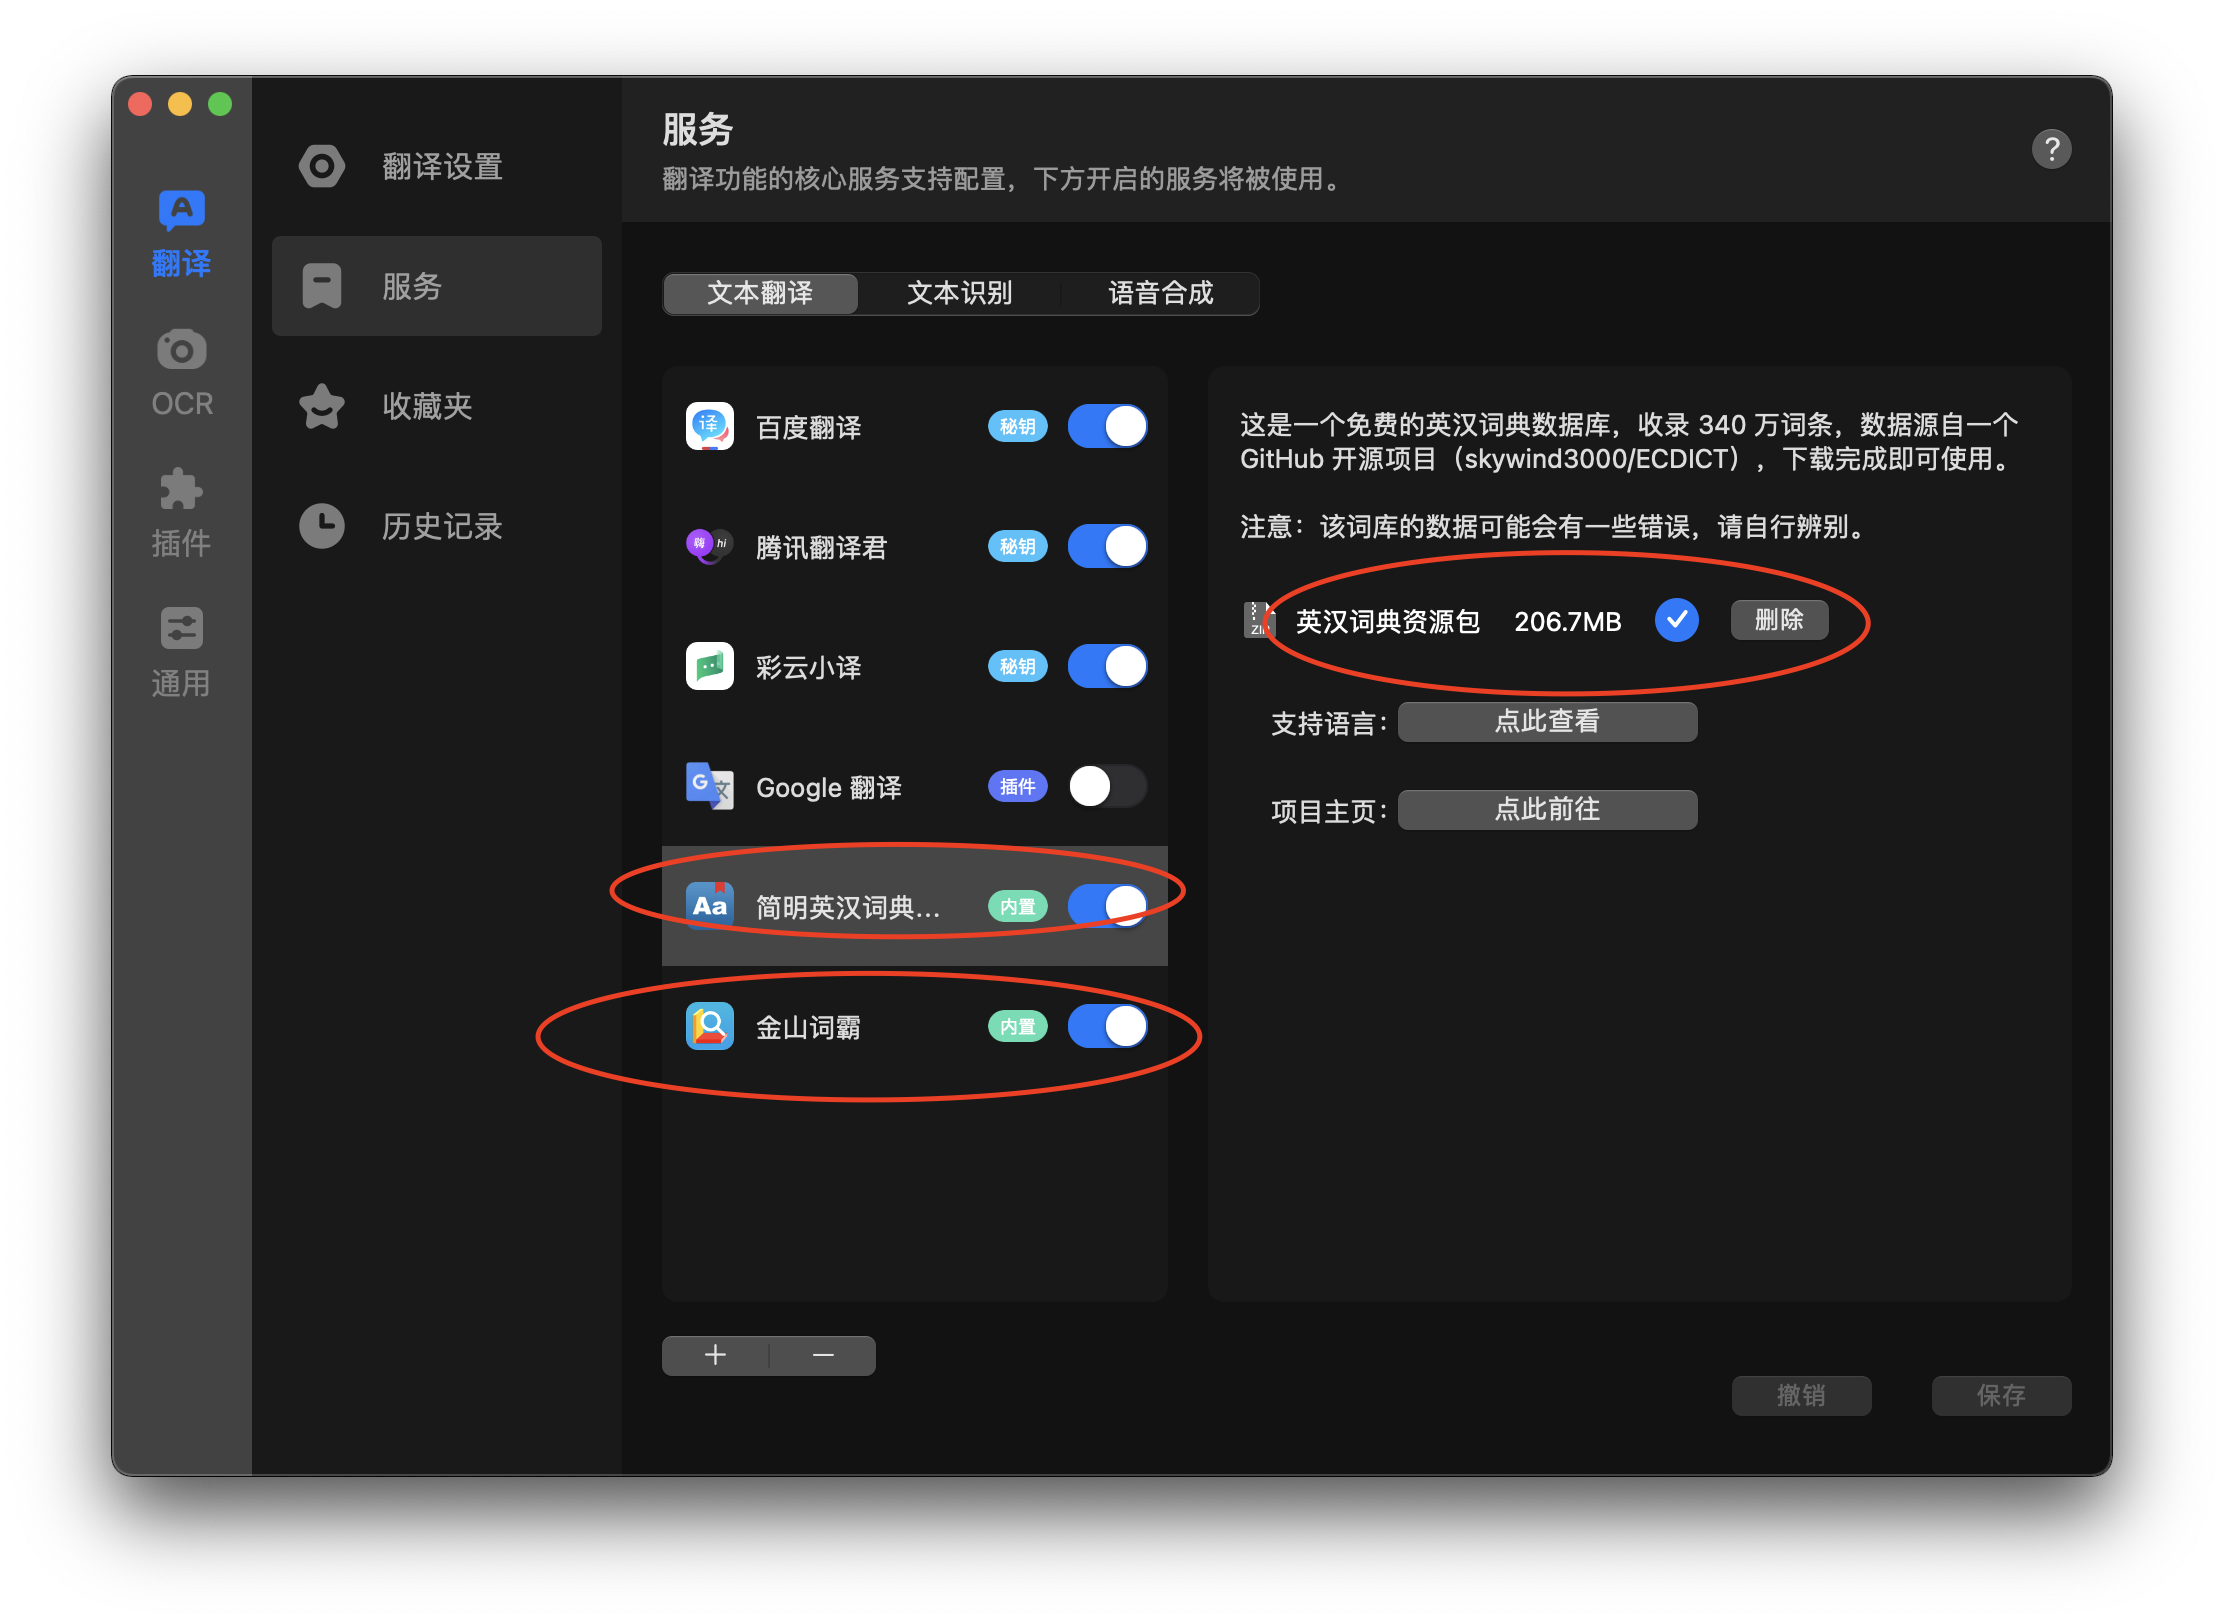 翻译
OCR
插件
通用
翻译设置
服务
收藏夹
历史记录
服务
翻译功能的核心服务支持配置，下方开启的服务将被使用。
?
文本翻译
文本识别
语音合成
译
百度翻译
秘钥
嗨 hi
腾讯翻译君
秘钥
彩云小译
秘钥
G 文
Google 翻译
插件
Aa
简明英汉词典...
内置
金山词霸
内置
这是一个免费的英汉词典数据库，收录 340 万词条，数据源自一个
GitHub 开源项目（skywind3000/ECDICT），下载完成即可使用。
注意：该词库的数据可能会有一些错误，请自行辨别。
ZIP
英汉词典资源包
206.7MB
删除
支持语言：
点此查看
项目主页：
点此前往
撤销
保存